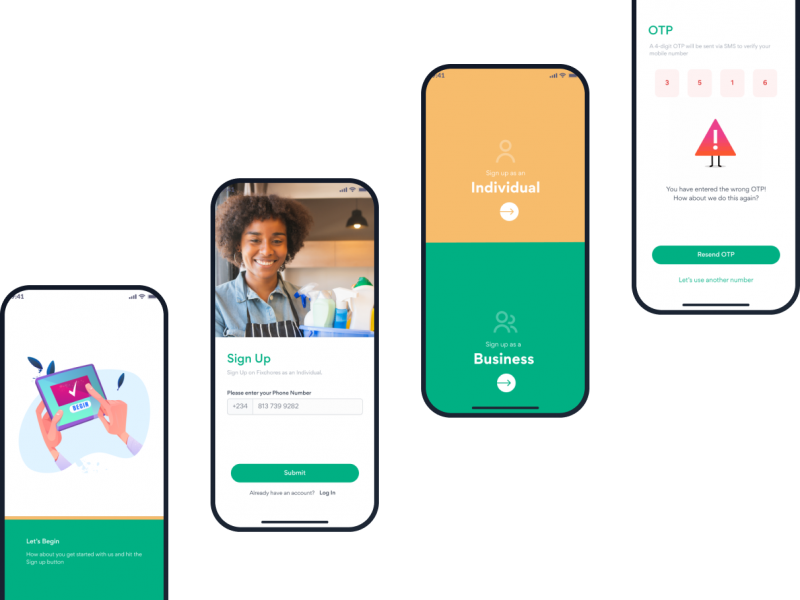 9:41
BEGIN
Let's Begin
How about you get started with us and hit the
Sign up button
Sign Up
Sign Up on Fixxtures as an Individual.
Please enter your Phone Number
+234 813 739 9282
Submit
Already have an account? Log In
:41
Sign up as an
Individual
Sign up as a
Business
OTP
A 4-digit OTP will be sent via SMS to verify your
mobile number
3 5 1 6
You have entered the wrong OTP!
How about we do this again?
Resend OTP
Let's use another number